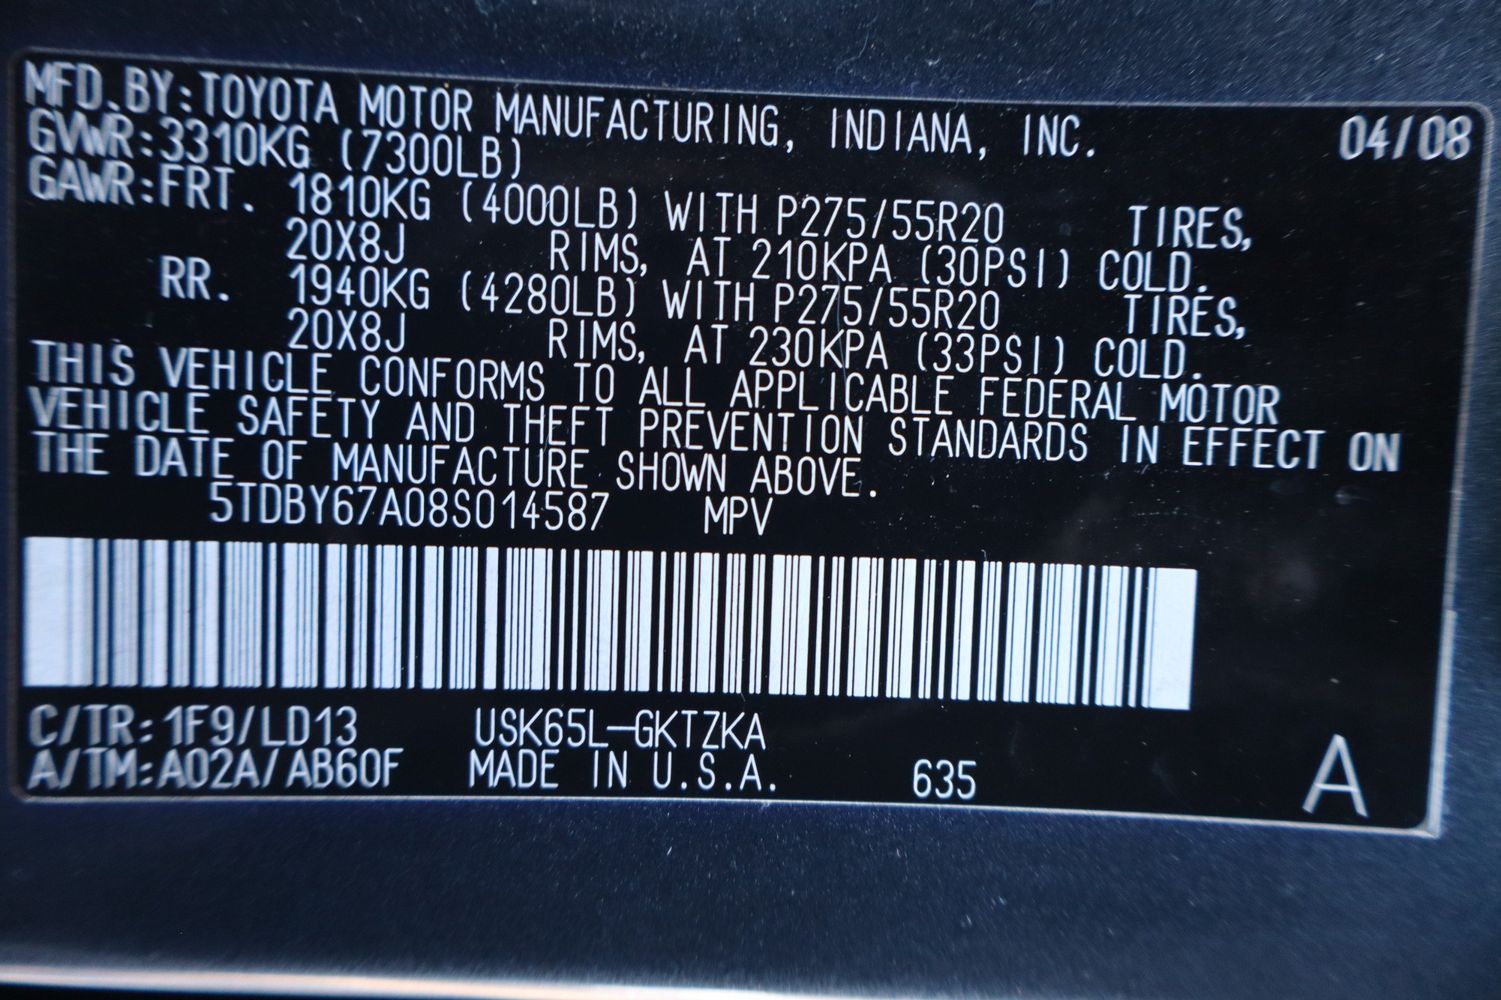 MFD.BY:TOYOTA MOTOR MANUFACTURING, INDIANA, INC. 04/08
GVWR:3310KG (7300LB)
GAWR:FRT. 1810KG (4000LB) WITH P275/55R20 TIRES,
20X8J RIMS, AT 210KPA (30PSI) COLD.
RR. 1940KG (4280LB) WITH P275/55R20 TIRES,
20X8J RIMS, AT 230KPA (33PSI) COLD.
THIS VEHICLE CONFORMS TO ALL APPLICABLE FEDERAL MOTOR
VEHICLE SAFETY AND THEFT PREVENTION STANDARDS IN EFFECT ON
THE DATE OF MANUFACTURE SHOWN ABOVE.
5TDBY67A08S014587 MPV
C/TR:1F9/LD13 USK65L-GKTZKA
A/TM:A02A/AB60F MADE IN U.S.A. 635 A